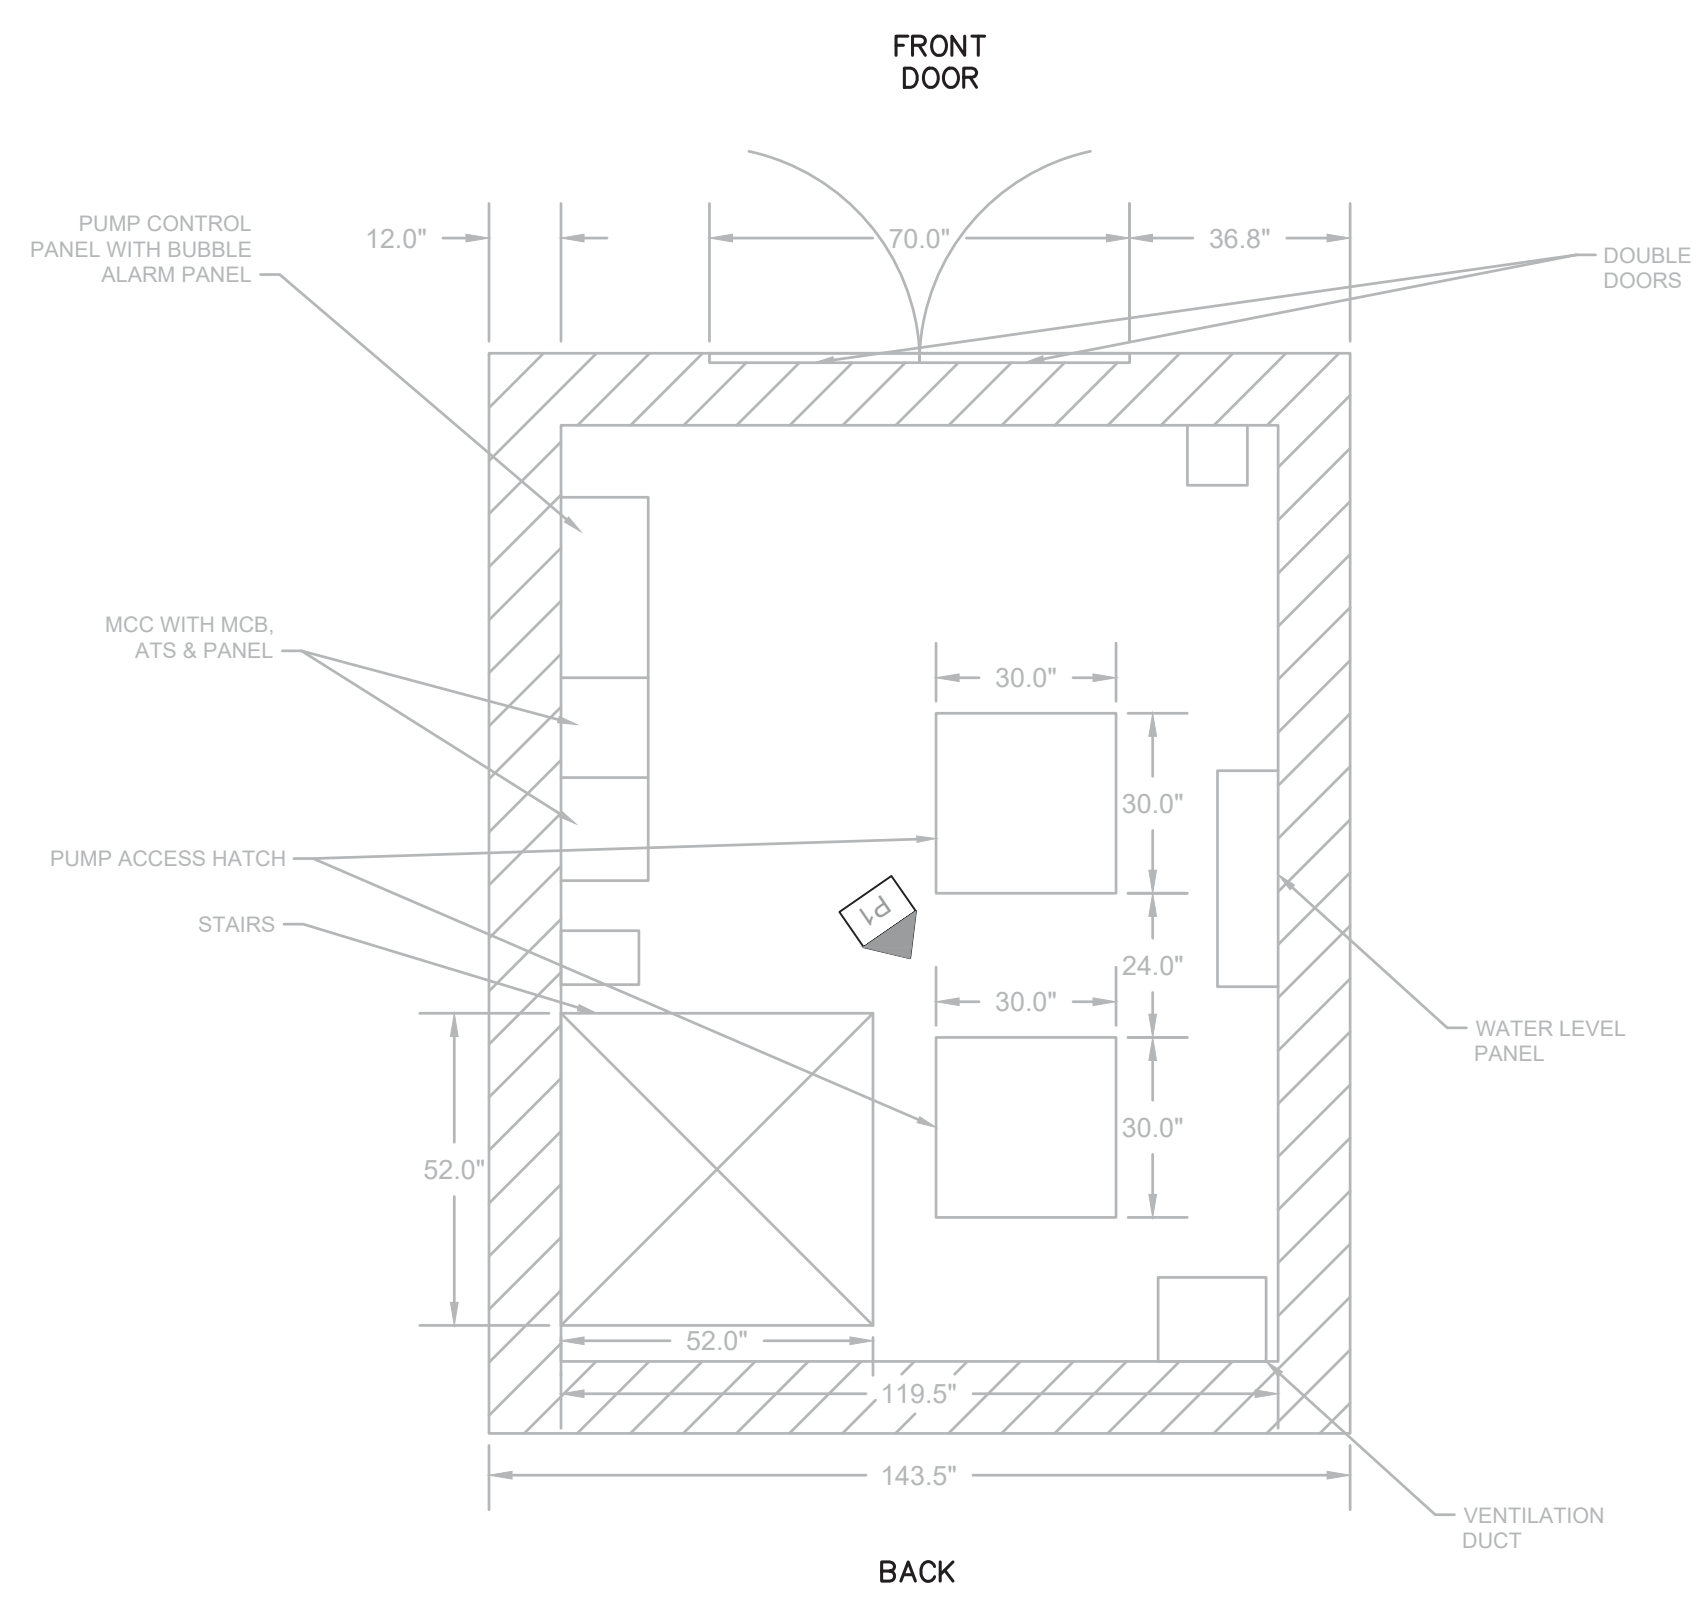 FRONT
DOOR
PUMP CONTROL
PANEL WITH BUBBLE
ALARM PANEL
12.0"
70.0"
36.8"
DOUBLE
DOORS
MCC WITH MCB,
ATS & PANEL
30.0"
30.0"
PUMP ACCESS HATCH
P1
STAIRS
24.0"
30.0"
WATER LEVEL
PANEL
30.0"
52.0"
52.0"
119.5"
143.5"
VENTILATION
DUCT
BACK